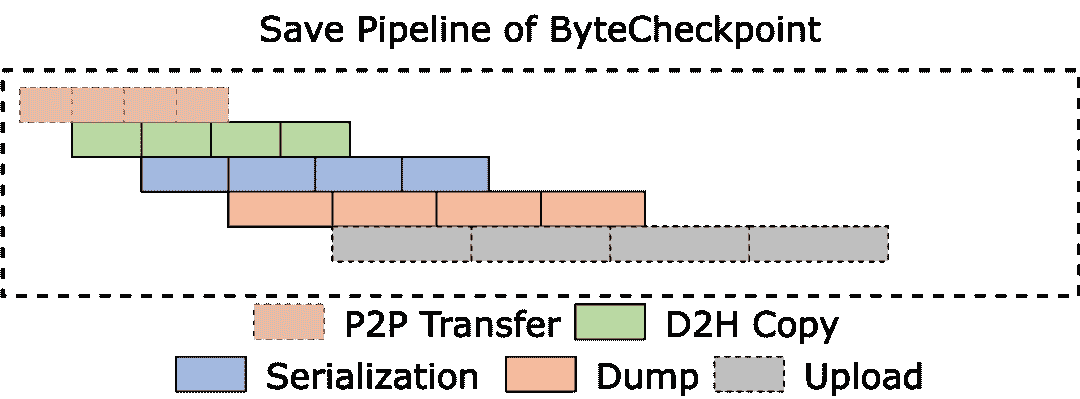 Save Pipeline of ByteCheckpoint
P2P Transfer D2H Copy
Serialization Dump Upload